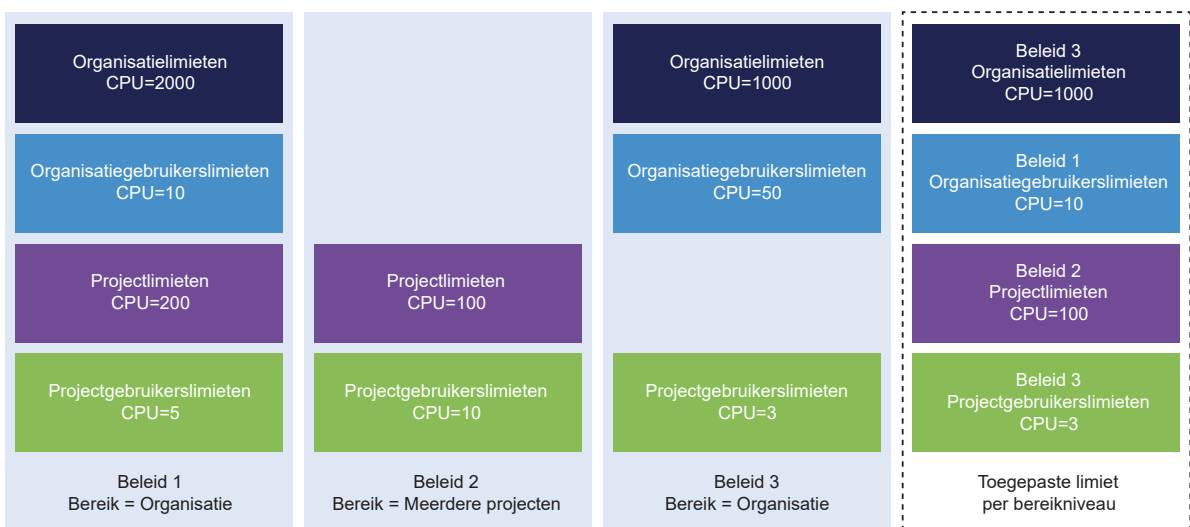 Organisatielimieten
CPU=2000
Organisatiegebruikerslimieten
CPU=10
Projectlimieten
CPU=200
Projectgebruikerslimieten
CPU=5
Beleid 1
Bereik = Organisatie
Projectlimieten
CPU=100
Projectgebruikerslimieten
CPU=10
Beleid 2
Bereik = Meerdere projecten
Organisatielimieten
CPU=1000
Organisatiegebruikerslimieten
CPU=50
Projectgebruikerslimieten
CPU=3
Beleid 3
Bereik = Organisatie
Beleid 3
Organisatielimieten
CPU=1000
Beleid 1
Organisatiegebruikerslimieten
CPU=10
Beleid 2
Projectlimieten
CPU=100
Beleid 3
Projectgebruikerslimieten
CPU=3
Toegepaste limiet
per bereikniveau